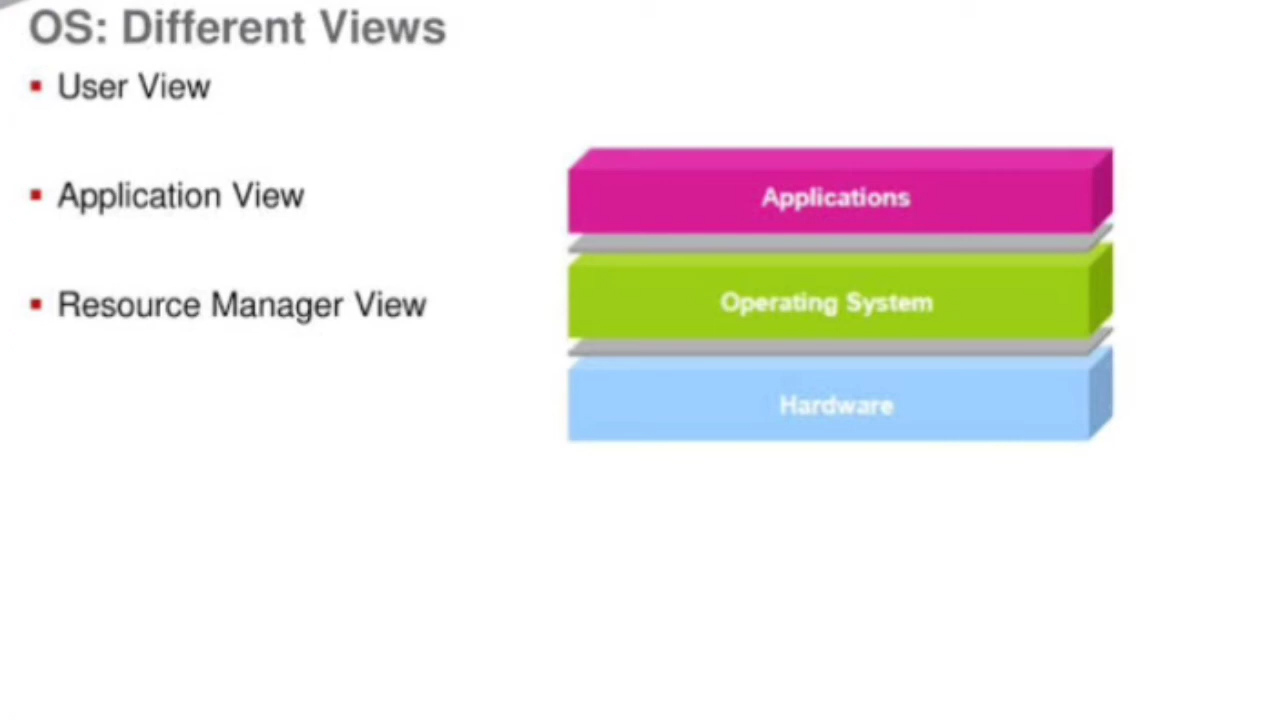 OS: Different Views
▪ User View
▪ Application View
▪ Resource Manager View
Applications
Operating System
Hardware